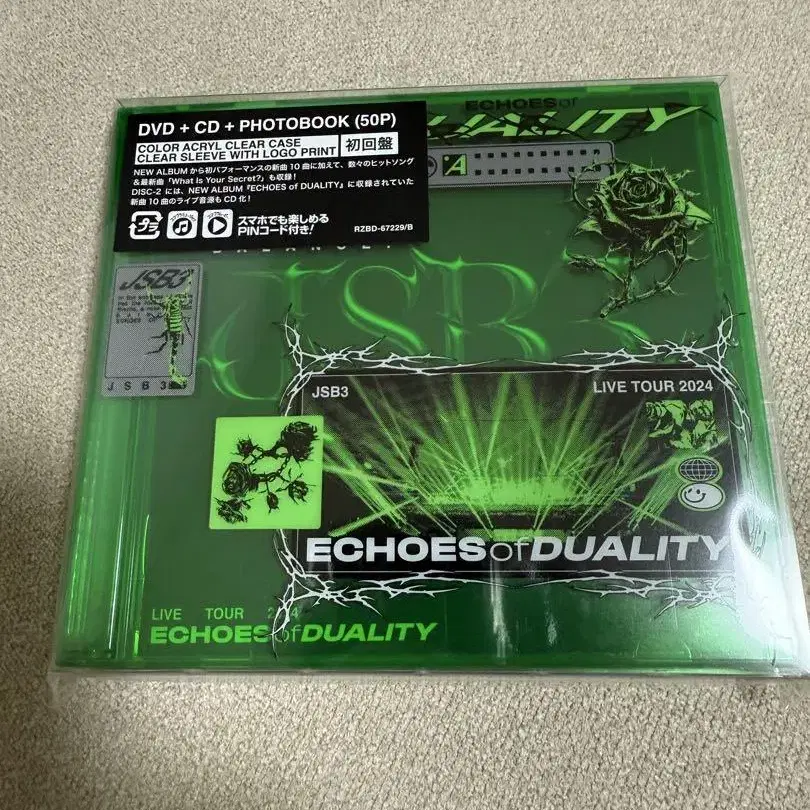 ECHOES of
DUALITY
DVD + CD + PHOTOBOOK (50P)
COLOR ACRYL CLEAR CASE
CLEAR SLEEVE WITH LOGO PRINT
初回盤
NEW ALBUM から初パフォーマンスの新曲 10 曲に加えて、数々のヒットソング
&最新曲「What Is Your Secret?」も収録!
DISC-2 には、NEW ALBUM『ECHOES of DUALITY』に収録されていた
新曲 10 曲のライブ音源も CD 化!
スマホでも楽しめる
PINコード付き!
RZBD-67229/B
A
JSB3
JSB3
JSB3
JSB3
LIVE TOUR 2024
ECHOES of DUALITY
LIVE TOUR 2024
ECHOES of DUALITY